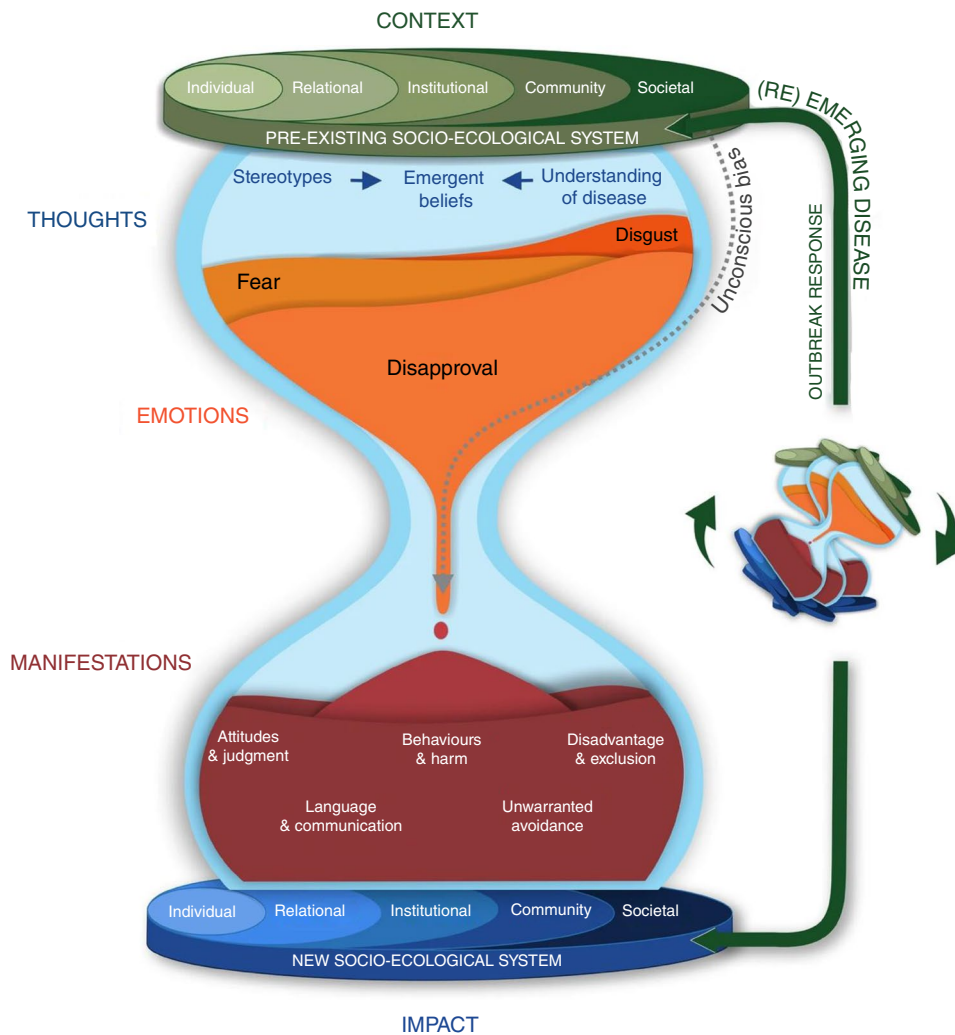 CONTEXT
Individual
Relational
Institutional
Community
Societal
PRE-EXISTING SOCIO-ECOLOGICAL SYSTEM
(RE) EMERGING DISEASE
OUTBREAK RESPONSE
Unconscious bias
THOUGHTS
Stereotypes
Emergent
beliefs
Understanding
of disease
Disgust
Fear
Disapproval
EMOTIONS
MANIFESTATIONS
Attitudes
& judgment
Behaviours
& harm
Disadvantage
& exclusion
Language
& communication
Unwarranted
avoidance
Individual
Relational
Institutional
Community
Societal
NEW SOCIO-ECOLOGICAL SYSTEM
IMPACT